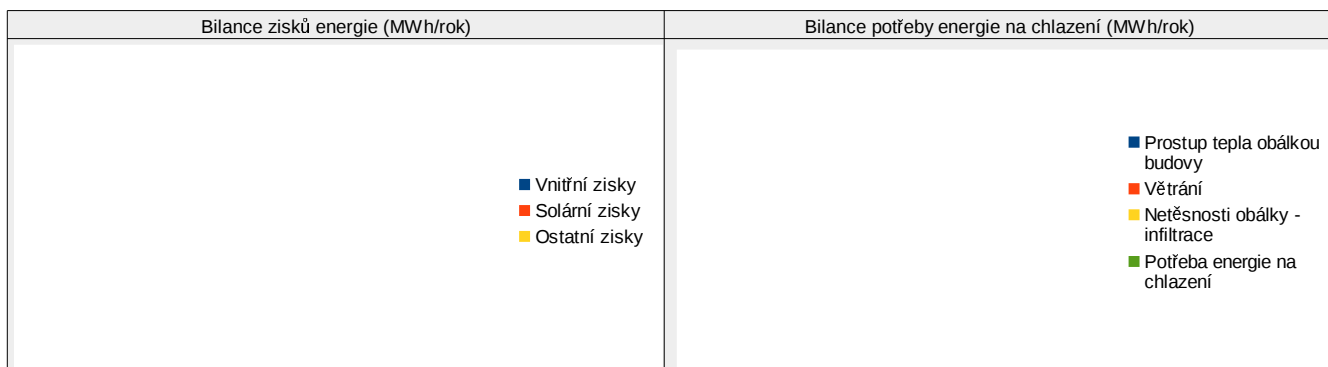 Bilance zisků energie (MWh/rok)
Bilance potřeby energie na chlazení (MWh/rok)
Vnitřní zisky
Solární zisky
Ostatní zisky
Prostup tepla obálkou
budovy
Větrání
Netěsnosti obálky -
infiltrace
Potřeba energie na
chlazení